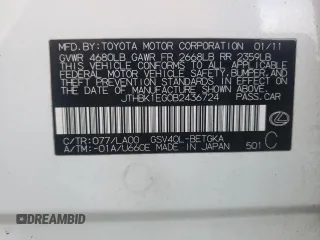 MFD. BY: TOYOTA MOTOR CORPORATION 01/11
GVWR 4680LB GAWR FR 2668LB RR 2359LB
THIS VEHICLE CONFORMS TO ALL APPLICABLE FEDERAL
MOTOR VEHICLE SAFETY, BUMPER, AND THEFT PREVENTION
STANDARDS IN EFFECT ON THE DATE OF
MANUFACTURE SHOWN ABOVE.
JTHBK1EG0B2436724 PASS. CAR
C/TR: 077/LA00 GSV40L-BETGKA
A/TM: -01A/U660E MADE IN JAPAN 501
C
C
autobidmaster